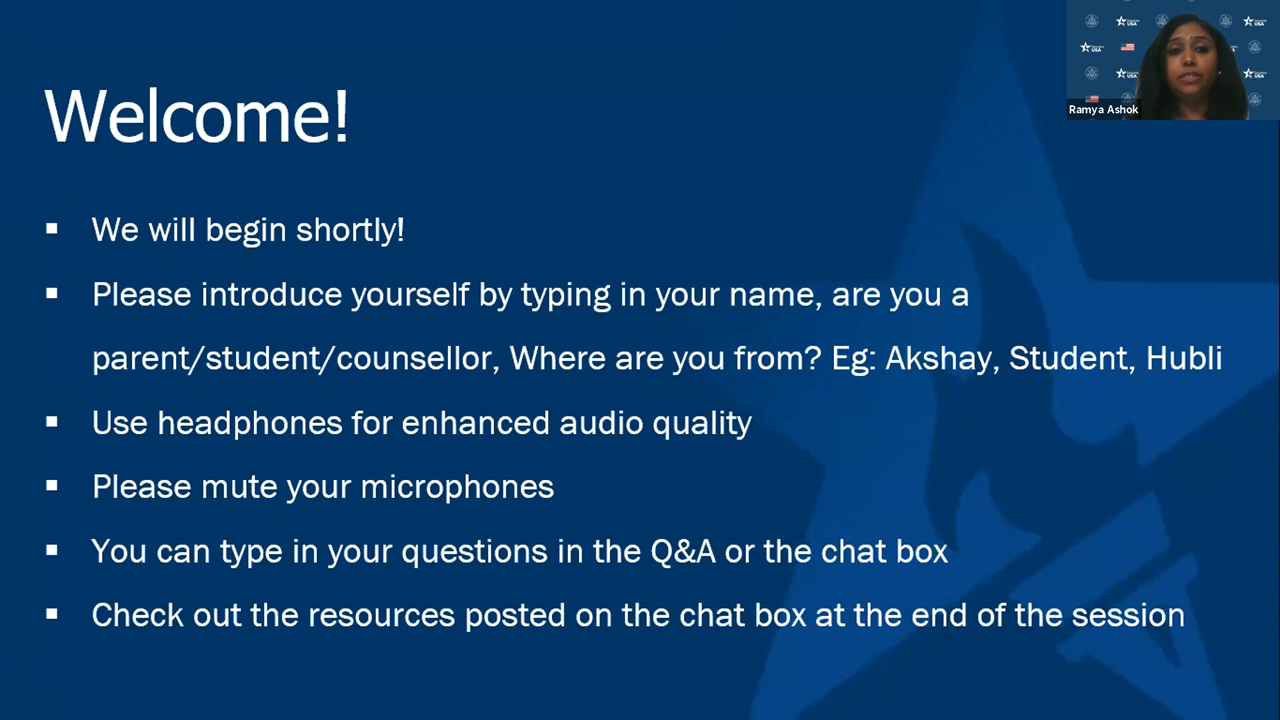 Welcome!
Ramya Ashok
▪ We will begin shortly!
▪ Please introduce yourself by typing in your name, are you a
parent/student/counsellor, Where are you from? Eg: Akshay, Student, Hubli
▪ Use headphones for enhanced audio quality
▪ Please mute your microphones
▪ You can type in your questions in the Q&A or the chat box
▪ Check out the resources posted on the chat box at the end of the session